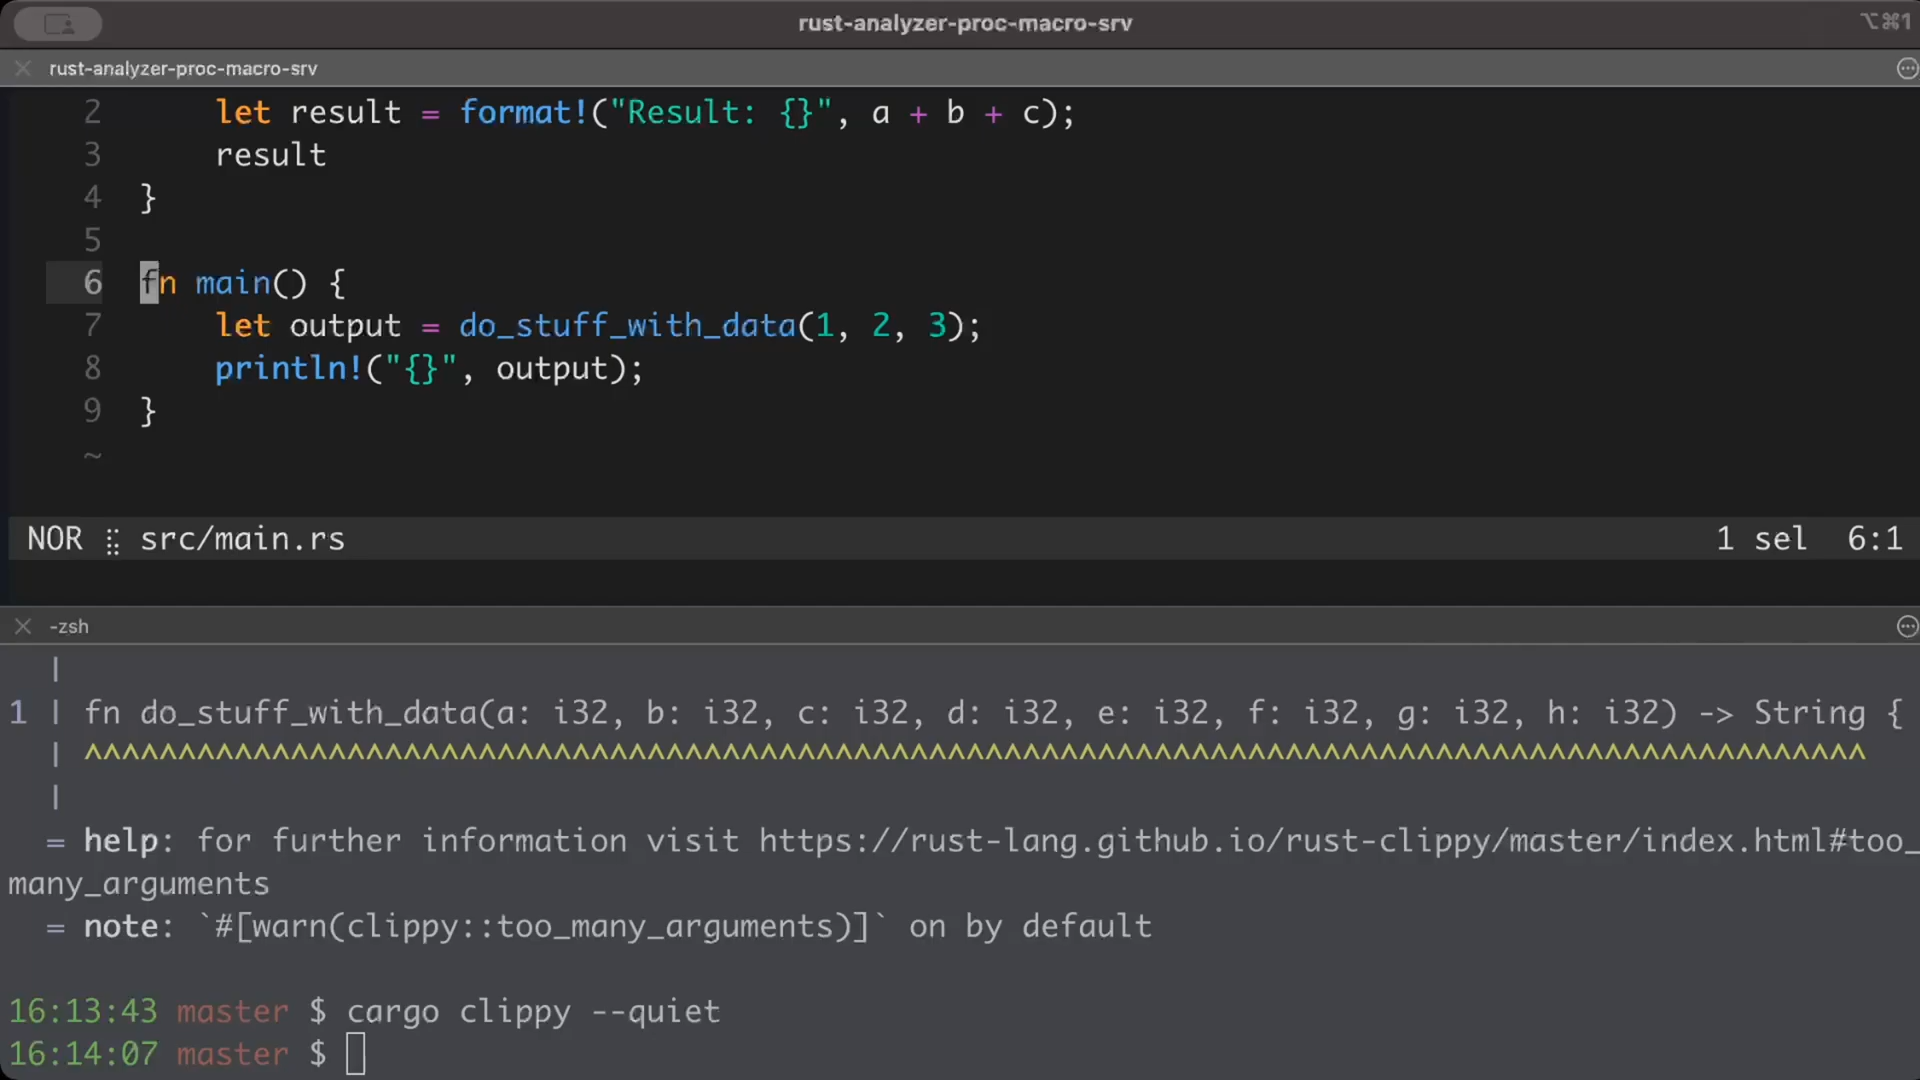 rust-analyzer-proc-macro-srv
⌥⌘1
rust-analyzer-proc-macro-srv
2 let result = format!("Result: {}", a + b + c);
3 result
4 }
5
6 fn main() {
7 let output = do_stuff_with_data(1, 2, 3);
8 println!("{}", output);
9 }
~
NOR ⣽ src/main.rs 1 sel 6:1
-zsh
|
1 | fn do_stuff_with_data(a: i32, b: i32, c: i32, d: i32, e: i32, f: i32, g: i32, h: i32) -> String {
| ^^^^^^^^^^^^^^^^^^^^^^^^^^^^^^^^^^^^^^^^^^^^^^^^^^^^^^^^^^^^^^^^^^^^^^^^^^^^^^^^^^^^^^^^^^^^^^^
|
= help: for further information visit https://rust-lang.github.io/rust-clippy/master/index.html#too_
many_arguments
= note: `#[warn(clippy::too_many_arguments)]` on by default
16:13:43 master $ cargo clippy --quiet
16:14:07 master $